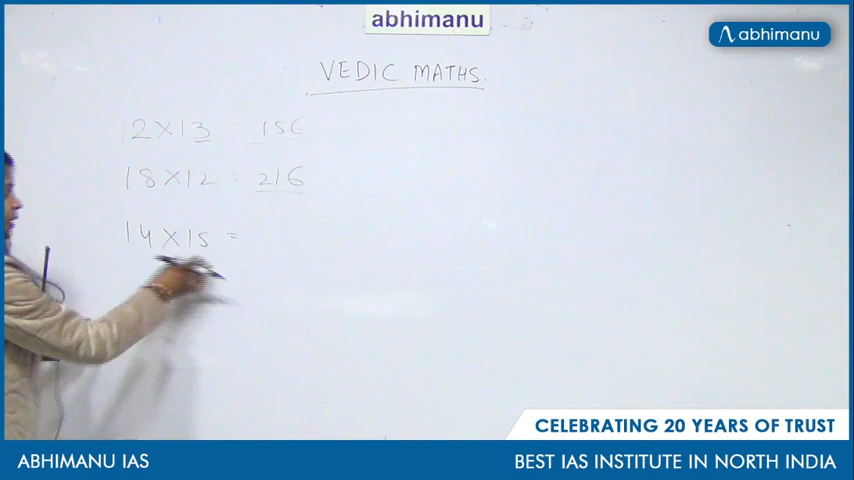 abhimanu
abhimanu
VEDIC MATHS.
12 X 13 = 156
18 X 12 = 216
14 X 15 =
CELEBRATING 20 YEARS OF TRUST
ABHIMANU IAS
BEST IAS INSTITUTE IN NORTH INDIA